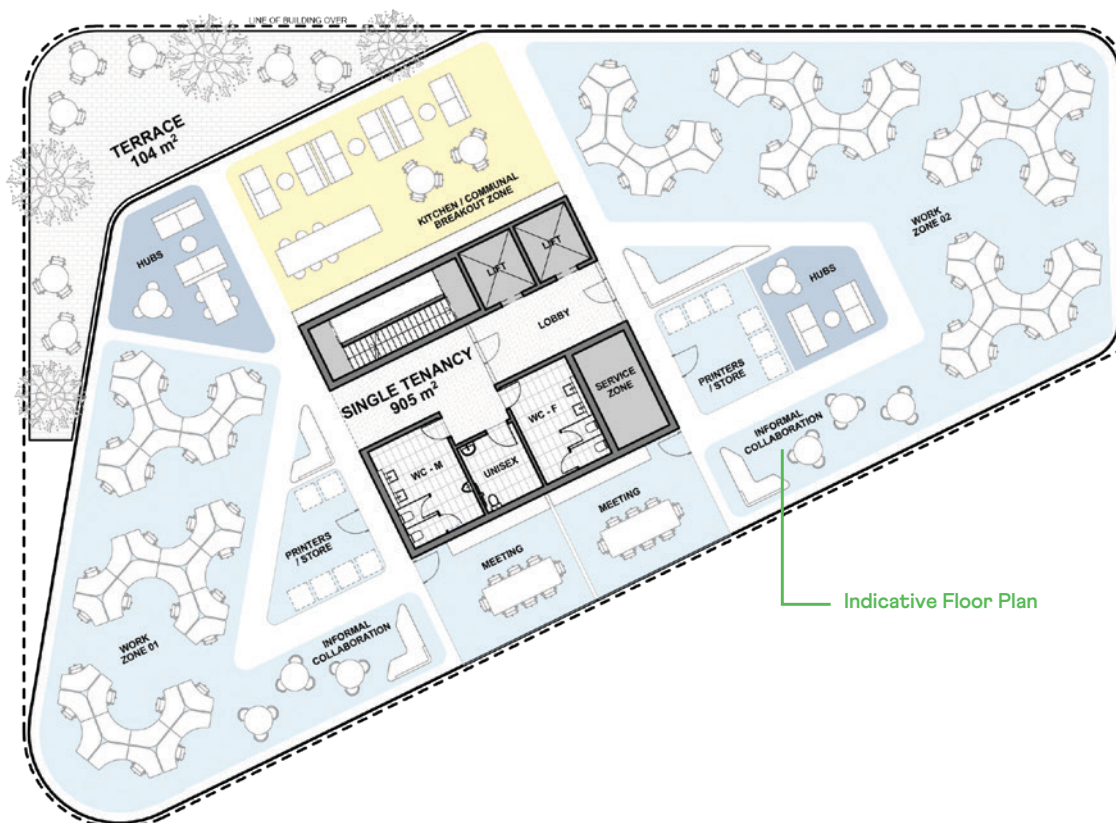 LINE OF BUILDING OVER
TERRACE
104 m²
KITCHEN / COMMUNAL
BREAKOUT ZONE
HUBS
WORK
ZONE 02
LIFT
LIFT
HUBS
LOBBY
PRINTERS
/ STORE
SINGLE TENANCY
905 m²
SERVICE
ZONE
WC - F
WC - M
UNISEX
INFORMAL
COLLABORATION
MEETING
MEETING
PRINTERS
/ STORE
Indicative Floor Plan
WORK
ZONE 01
INFORMAL
COLLABORATION